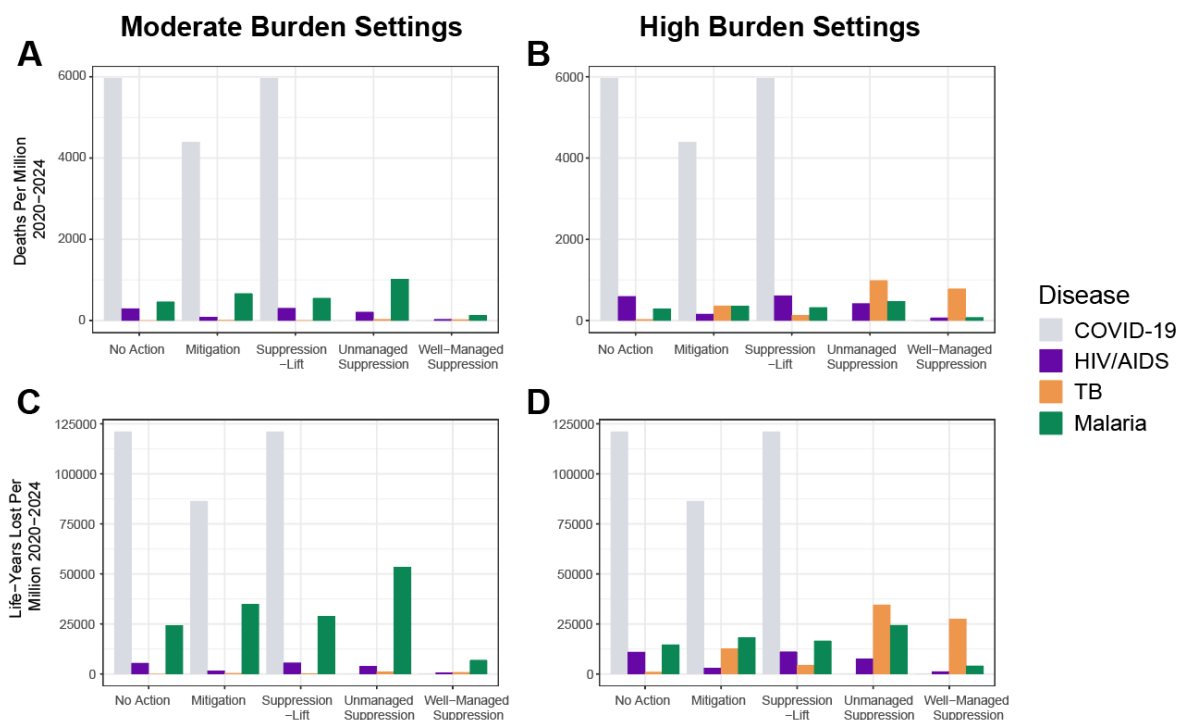 Moderate Burden Settings
High Burden Settings
A
B
Deaths Per Million
2020−2024
6000
4000
2000
0
No Action
Mitigation
Suppression
−Lift
Unmanaged
Suppression
Well−Managed
Suppression
6000
4000
2000
0
No Action
Mitigation
Suppression
−Lift
Unmanaged
Suppression
Well−Managed
Suppression
Disease
COVID-19
HIV/AIDS
TB
Malaria
C
D
Life−Years Lost Per
Million 2020−2024
125000
100000
75000
50000
25000
0
No Action
Mitigation
Suppression
−Lift
Unmanaged
Suppression
Well−Managed
Suppression
125000
100000
75000
50000
25000
0
No Action
Mitigation
Suppression
−Lift
Unmanaged
Suppression
Well−Managed
Suppression